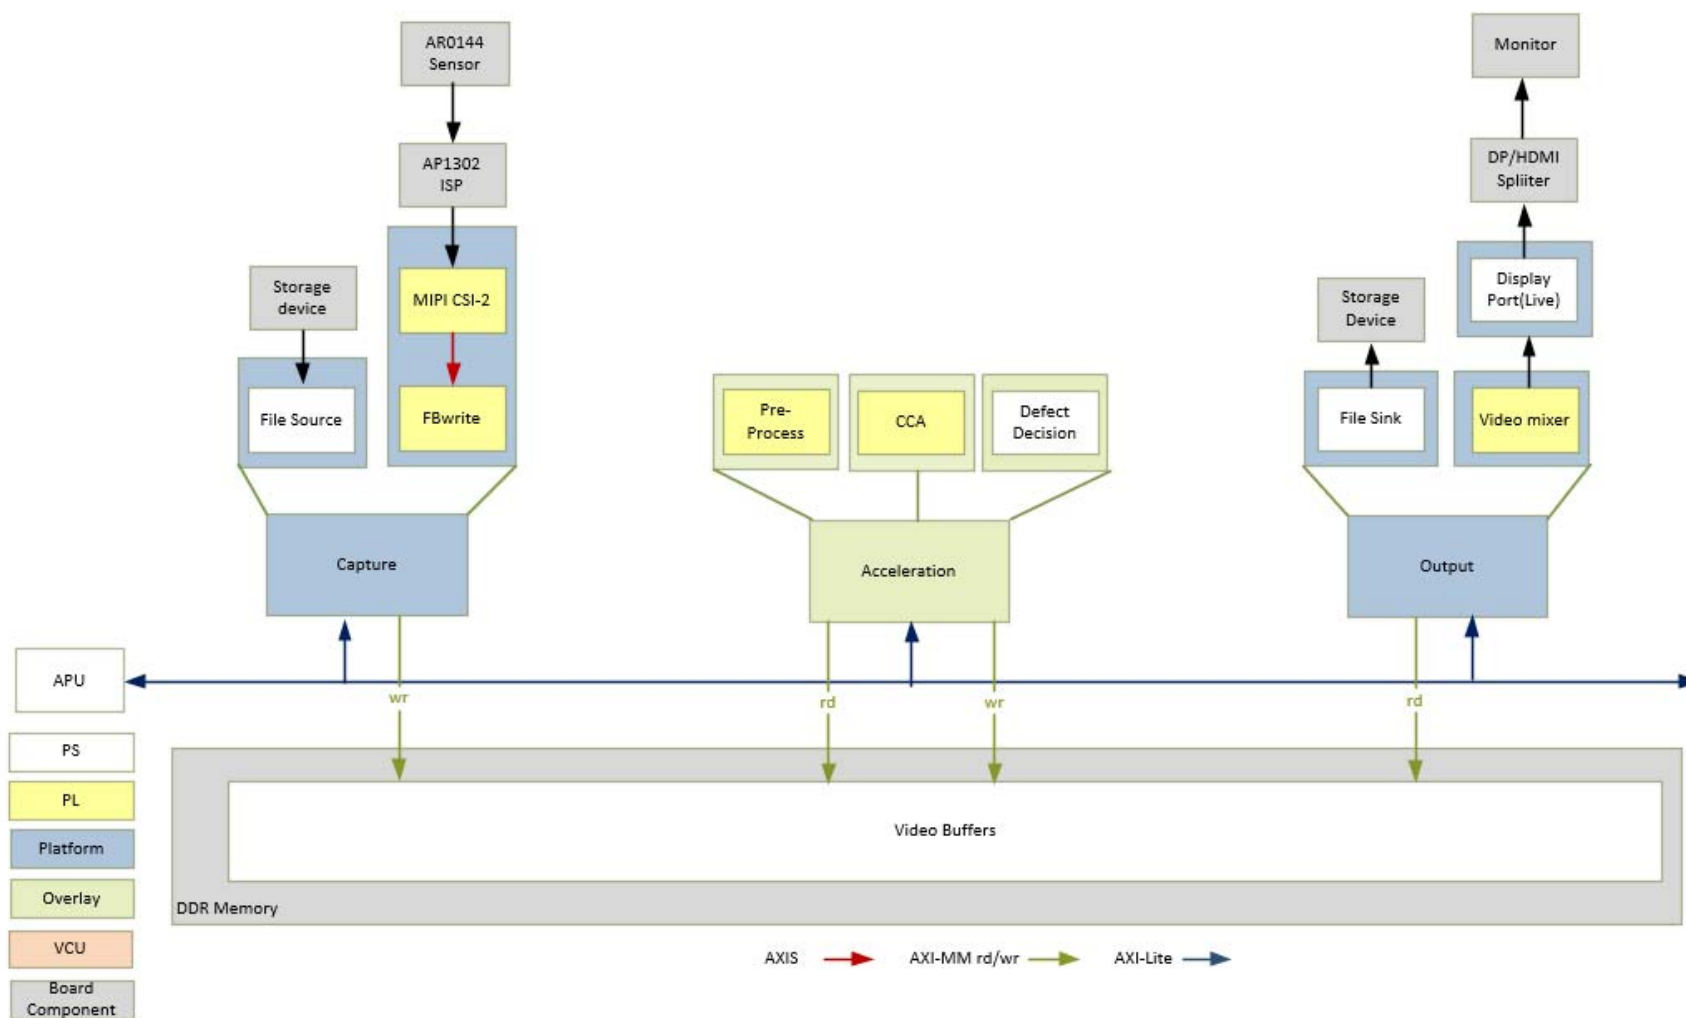 AR0144
Sensor
Monitor
AP1302
ISP
DP/HDMI
Spliiter
Storage
device
MIPI CSI-2
Display
Port(Live)
Storage
Device
File Source
FBwrite
Pre-
Process
CCA
Defect
Decision
File Sink
Video mixer
Capture
Acceleration
Output
APU
wr
rd
wr
rd
PS
PL
Platform
Overlay
VCU
Board
Component
Video Buffers
DDR Memory
AXIS
AXI-MM rd/wr
AXI-Lite